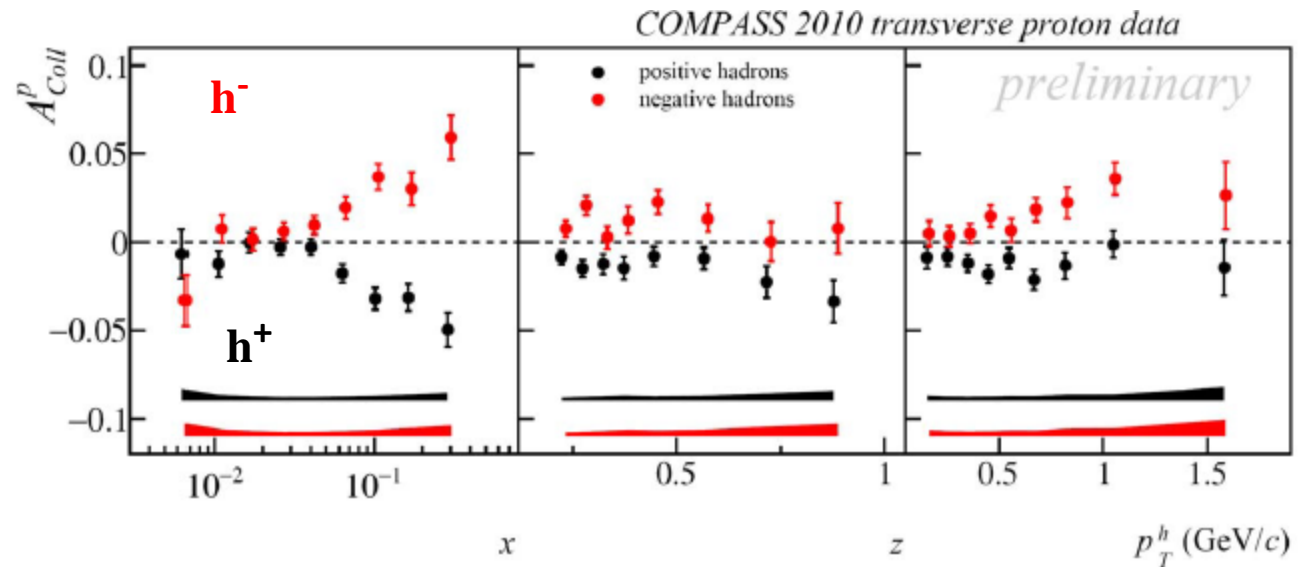 COMPASS 2010 transverse proton data
A^p_Coll
0.1
0.05
0
−0.05
−0.1
h⁻
h⁺
positive hadrons
negative hadrons
preliminary
10⁻² 10⁻¹
0.5 1
0.5 1 1.5
x
z
p_T^h (GeV/c)